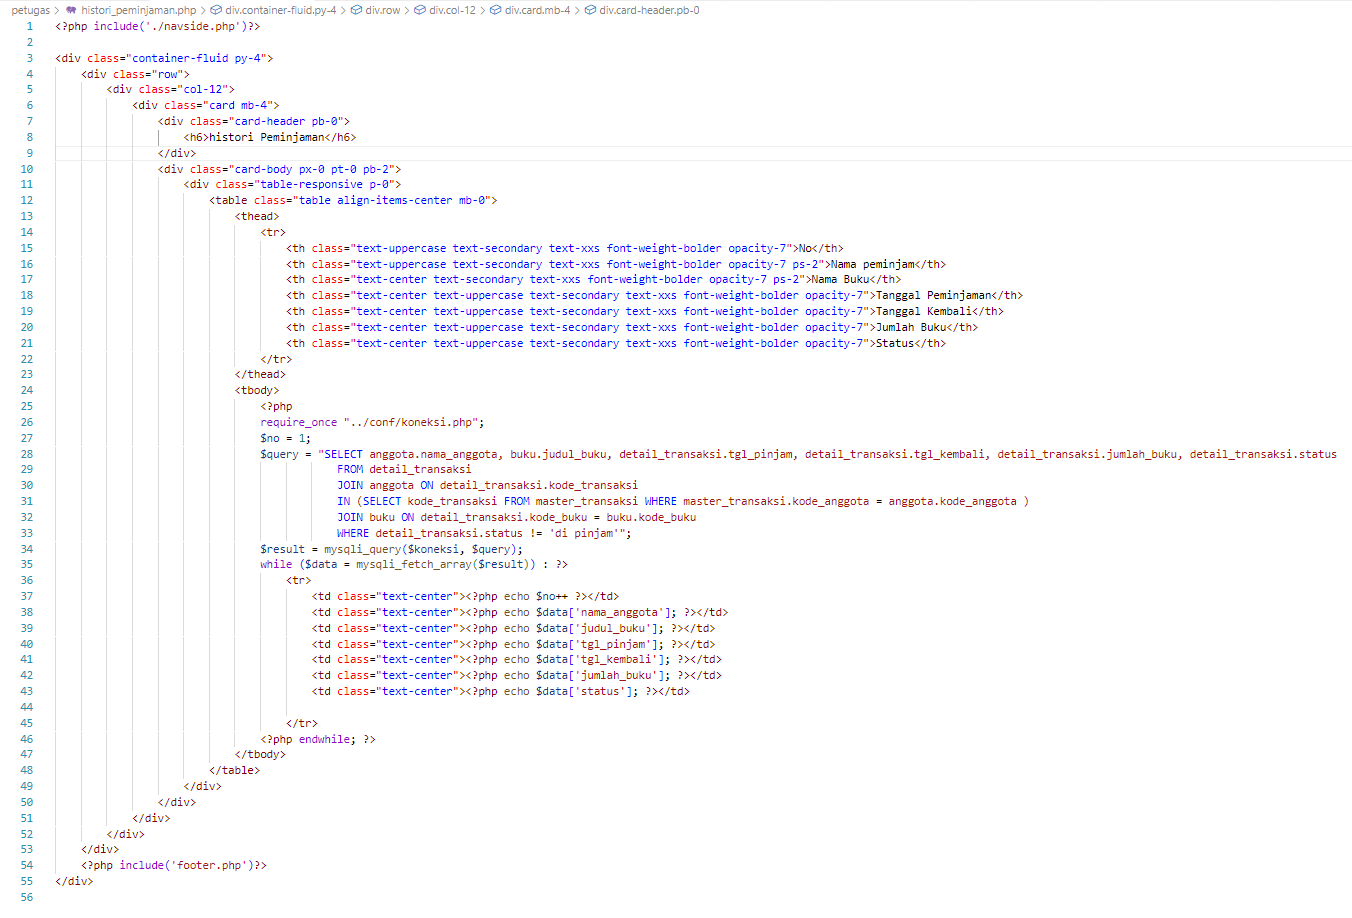 petugas > histori_peminjaman.php > div.container-fluid.py-4 > div.row > div.col-12 > div.card.mb-4 > div.card-header.pb-0
1 <?php include('./navside.php')?>
2
3 <div class="container-fluid py-4">
4 <div class="row">
5 <div class="col-12">
6 <div class="card mb-4">
7 <div class="card-header pb-0">
8 <h6>histori Peminjaman</h6>
9 </div>
10 <div class="card-body px-0 pt-0 pb-2">
11 <div class="table-responsive p-0">
12 <table class="table align-items-center mb-0">
13 <thead>
14 <tr>
15 <th class="text-uppercase text-secondary text-xxs font-weight-bolder opacity-7">No</th>
16 <th class="text-uppercase text-secondary text-xxs font-weight-bolder opacity-7 ps-2">Nama peminjam</th>
17 <th class="text-center text-secondary text-xxs font-weight-bolder opacity-7 ps-2">Nama Buku</th>
18 <th class="text-center text-uppercase text-secondary text-xxs font-weight-bolder opacity-7">Tanggal Peminjaman</th>
19 <th class="text-center text-uppercase text-secondary text-xxs font-weight-bolder opacity-7">Tanggal Kembali</th>
20 <th class="text-center text-uppercase text-secondary text-xxs font-weight-bolder opacity-7">Jumlah Buku</th>
21 <th class="text-center text-uppercase text-secondary text-xxs font-weight-bolder opacity-7">Status</th>
22 </tr>
23 </thead>
24 <tbody>
25 <?php
26 require_once "../conf/koneksi.php";
27 $no = 1;
28 $query = "SELECT anggota.nama_anggota, buku.judul_buku, detail_transaksi.tgl_pinjam, detail_transaksi.tgl_kembali, detail_transaksi.jumlah_buku, detail_transaksi.status
29 FROM detail_transaksi
30 JOIN anggota ON detail_transaksi.kode_transaksi
31 IN (SELECT kode_transaksi FROM master_transaksi WHERE master_transaksi.kode_anggota = anggota.kode_anggota )
32 JOIN buku ON detail_transaksi.kode_buku = buku.kode_buku
33 WHERE detail_transaksi.status != 'di pinjam'";
34 $result = mysqli_query($koneksi, $query);
35 while ($data = mysqli_fetch_array($result)) : ?>
36 <tr>
37 <td class="text-center"><?php echo $no++ ?></td>
38 <td class="text-center"><?php echo $data['nama_anggota']; ?></td>
39 <td class="text-center"><?php echo $data['judul_buku']; ?></td>
40 <td class="text-center"><?php echo $data['tgl_pinjam']; ?></td>
41 <td class="text-center"><?php echo $data['tgl_kembali']; ?></td>
42 <td class="text-center"><?php echo $data['jumlah_buku']; ?></td>
43 <td class="text-center"><?php echo $data['status']; ?></td>
44
45 </tr>
46 <?php endwhile; ?>
47 </tbody>
48 </table>
49 </div>
50 </div>
51 </div>
52 </div>
53 </div>
54 <?php include('footer.php')?>
55 </div>
56